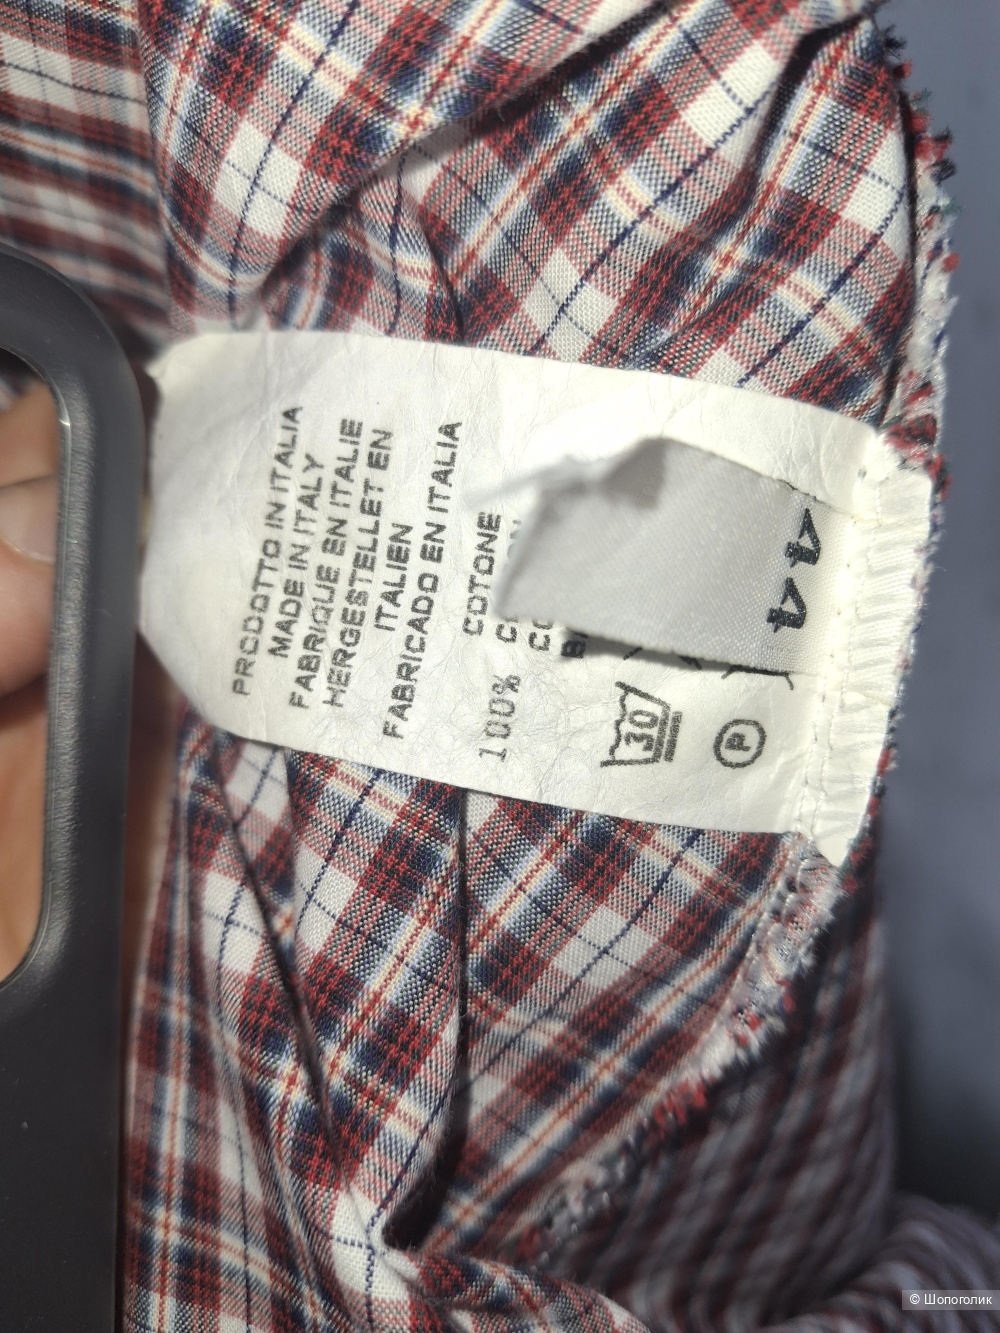 PRODOTTO IN ITALIA
MADE IN ITALY
FABRIQUE EN ITALIE
HERGESTELLET EN
ITALIEN
FABRICADO EN ITALIA
100% COTONE
30
P
44
© Шопоголик